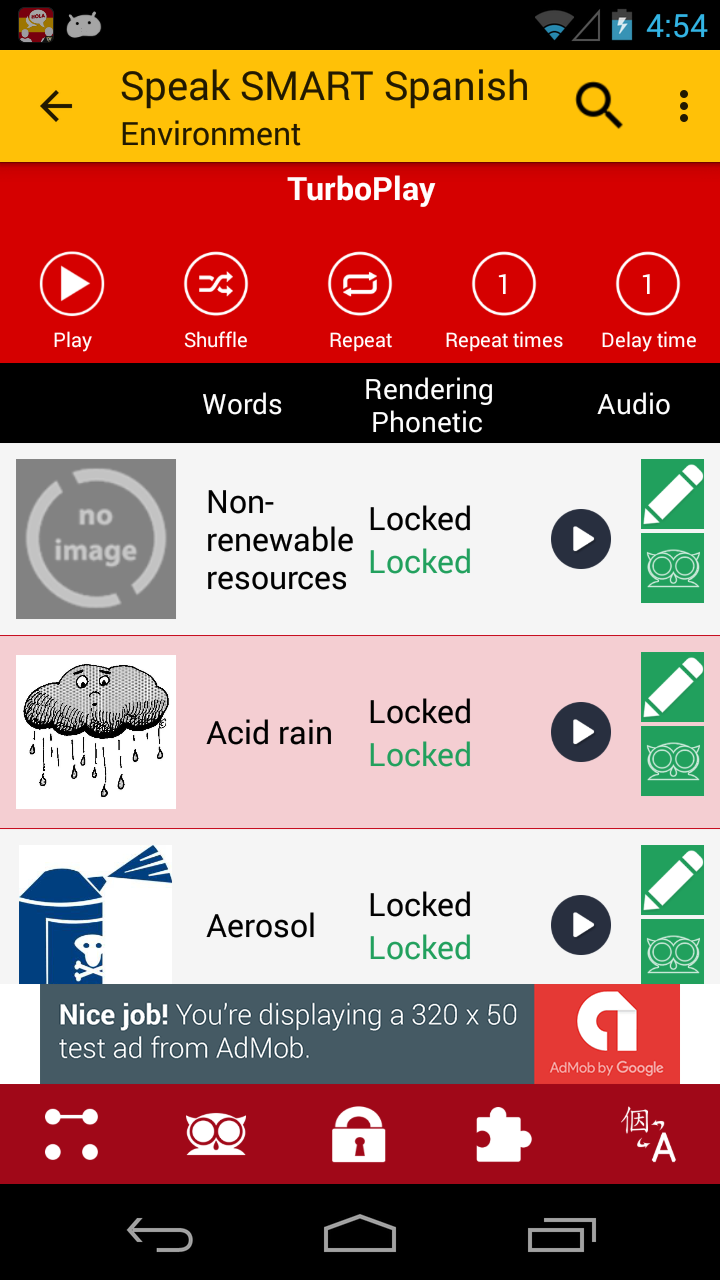 HOLA
4:54
Speak SMART Spanish
Environment
TurboPlay
1
1
Play
Shuffle
Repeat
Repeat times
Delay time
Words
Rendering
Phonetic
Audio
no
image
Non-
renewable
resources
Locked
Locked
Acid rain
Locked
Locked
Aerosol
Locked
Locked
Nice job! You're displaying a 320 x 50
test ad from AdMob.
AdMob by Google
個
A